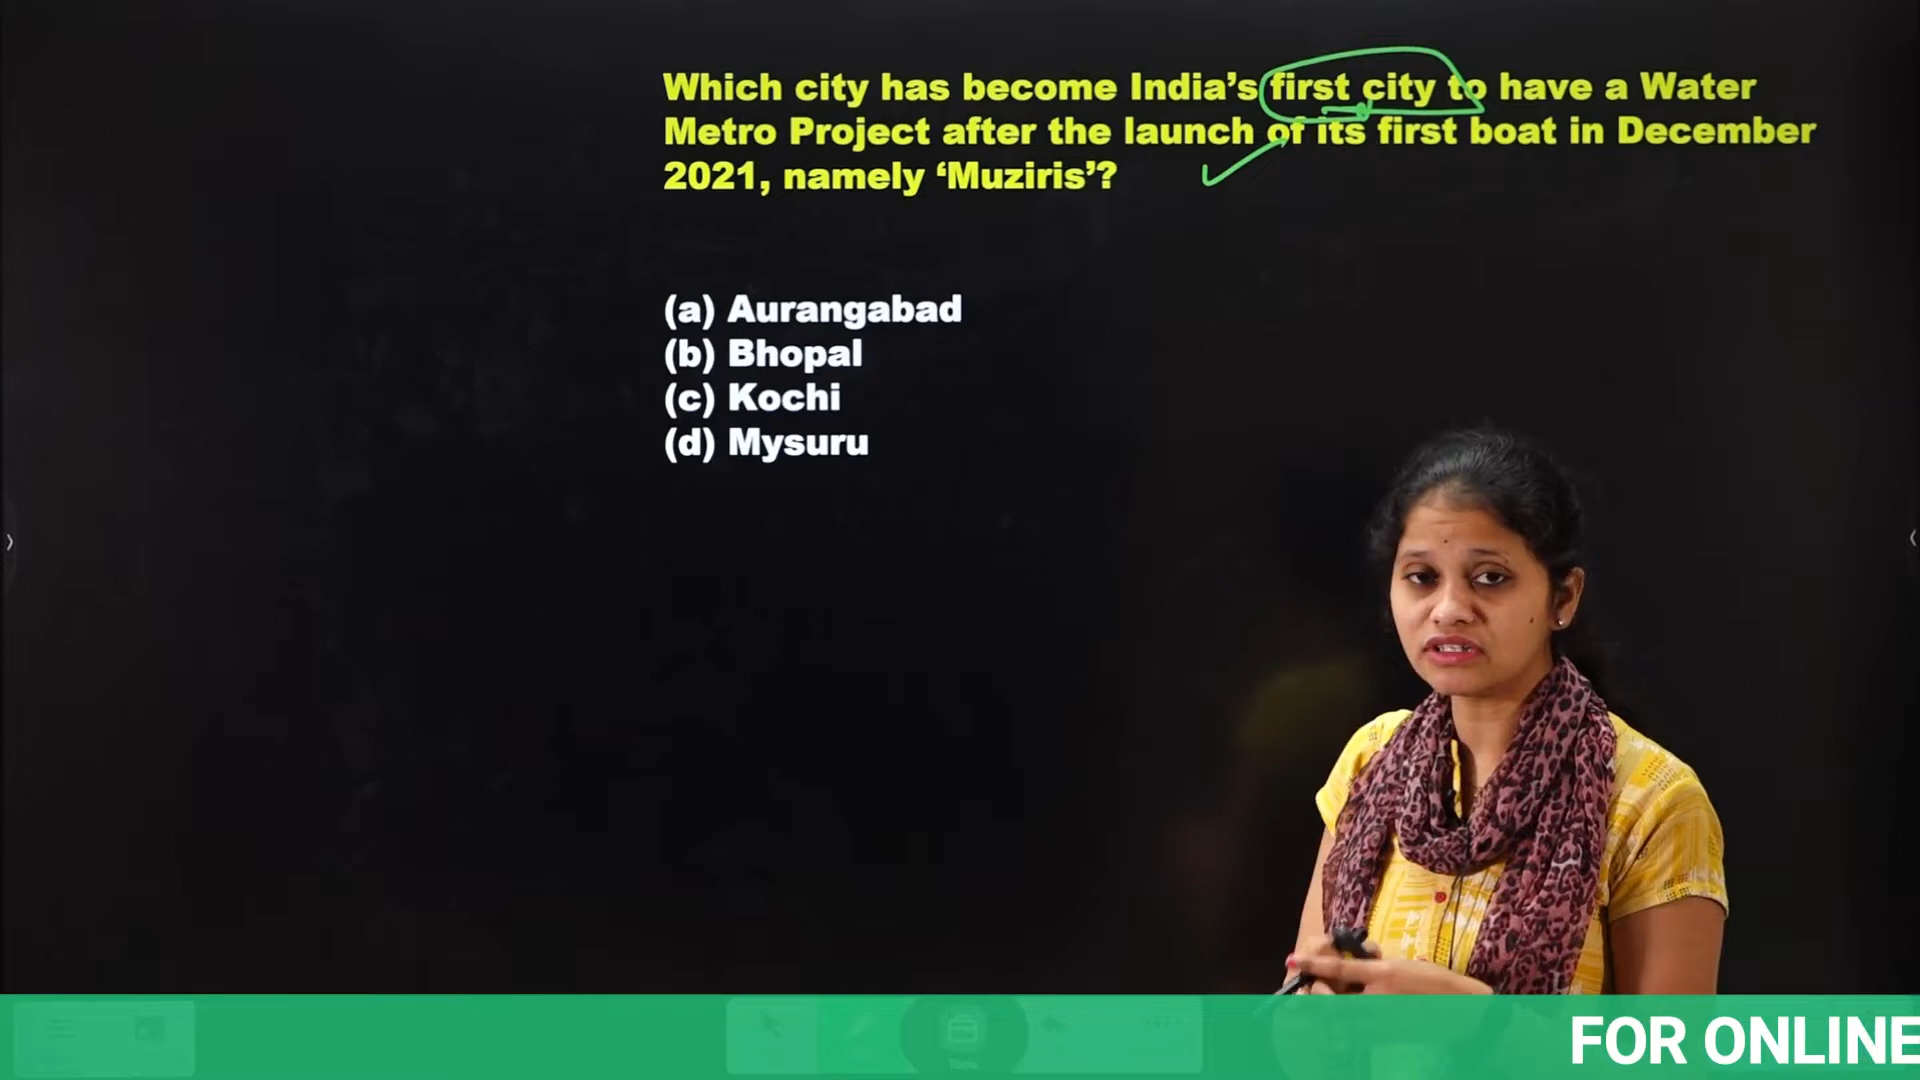 Which city has become India’s first city to have a Water
Metro Project after the launch of its first boat in December
2021, namely ‘Muziris’?
(a) Aurangabad
(b) Bhopal
(c) Kochi
(d) Mysuru
FOR ONLINE